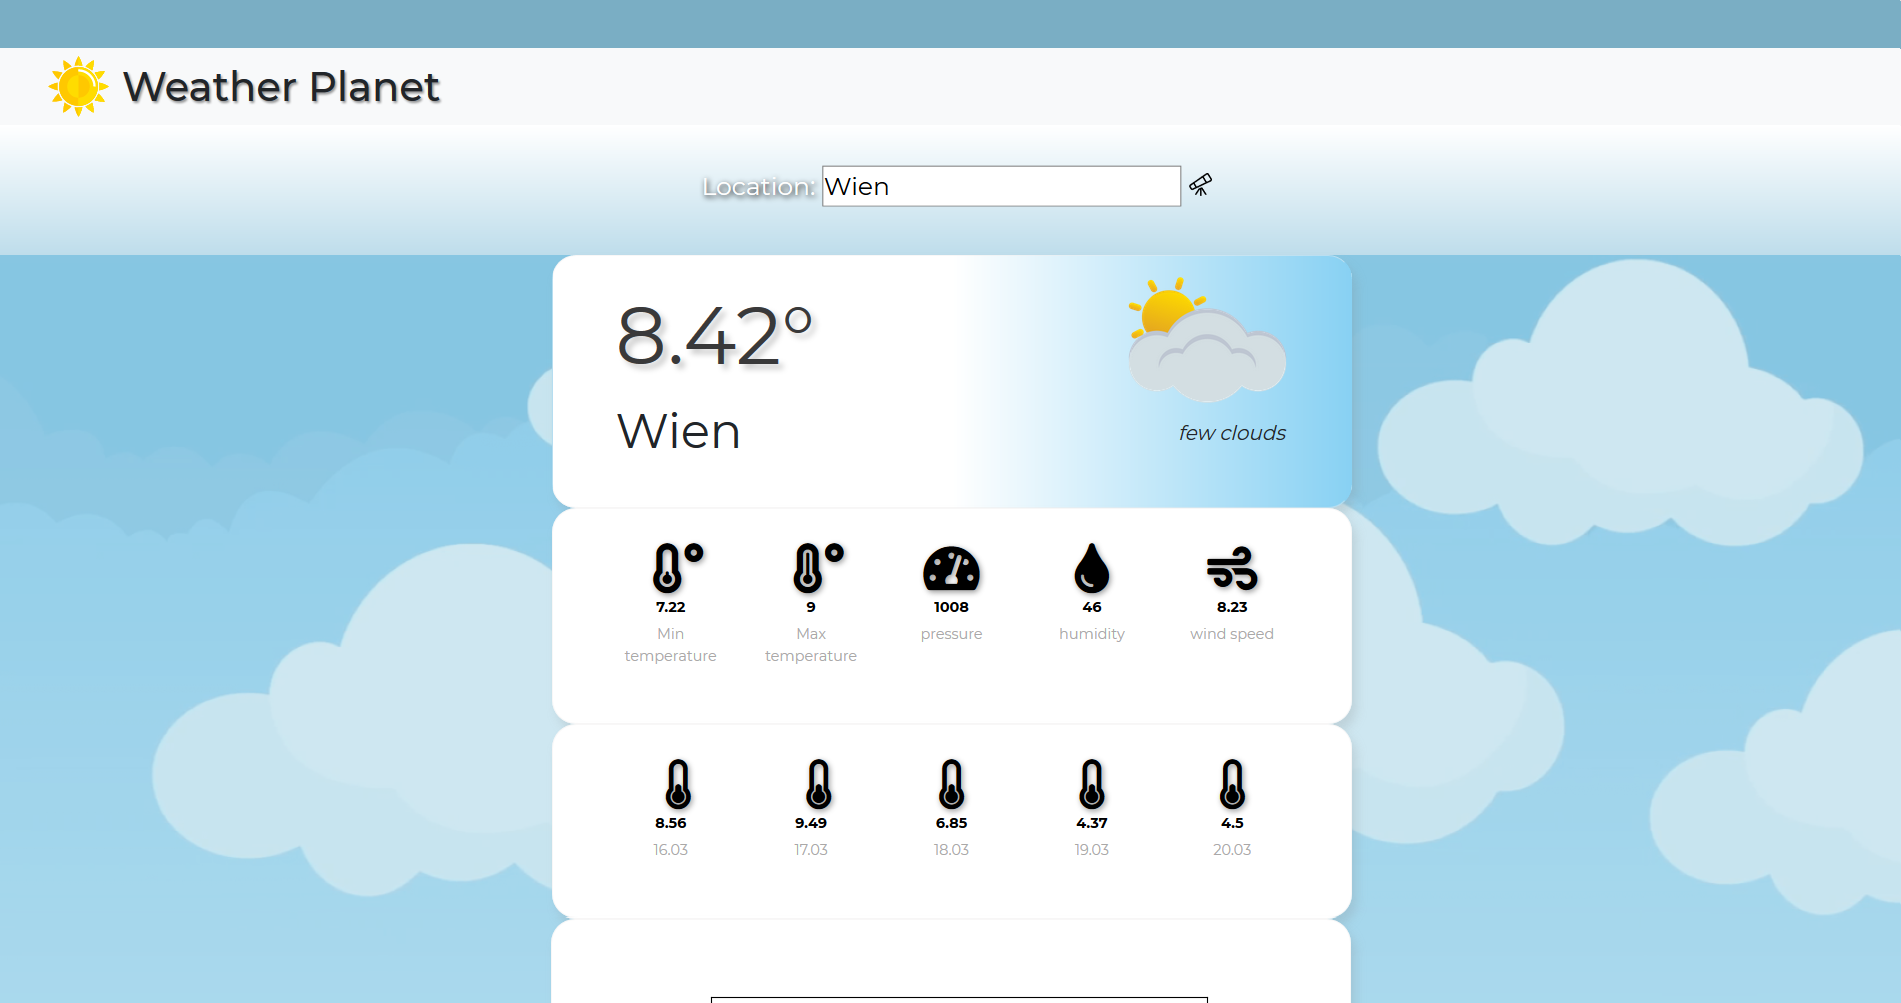 Weather Planet
Location: Wien
8.42°
Wien
few clouds
7.22 9 1008 46 8.23
Min temperature Max temperature pressure humidity wind speed
8.56 9.49 6.85 4.37 4.5
16.03 17.03 18.03 19.03 20.03